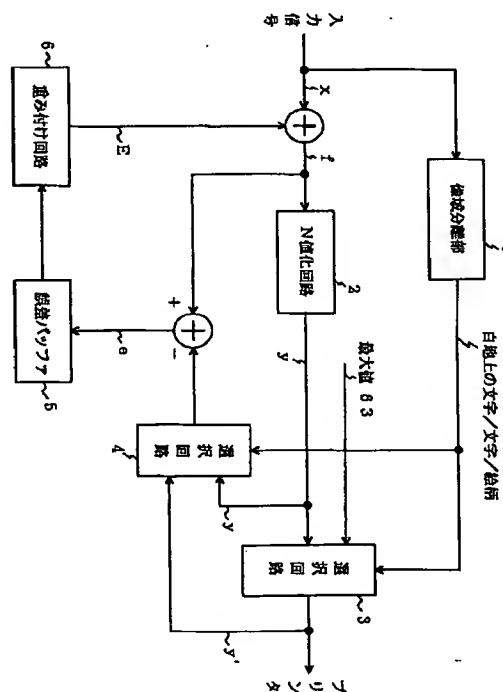 入力信号
x
f
像域分離部
白地上の文字/文字/絵柄
N値化回路
2
y
最大値 6 3
選択回路
3
プリンタ
y'
選択回路
4
y
+
−
e
誤差バッファ
5
重み付け回路
6
E